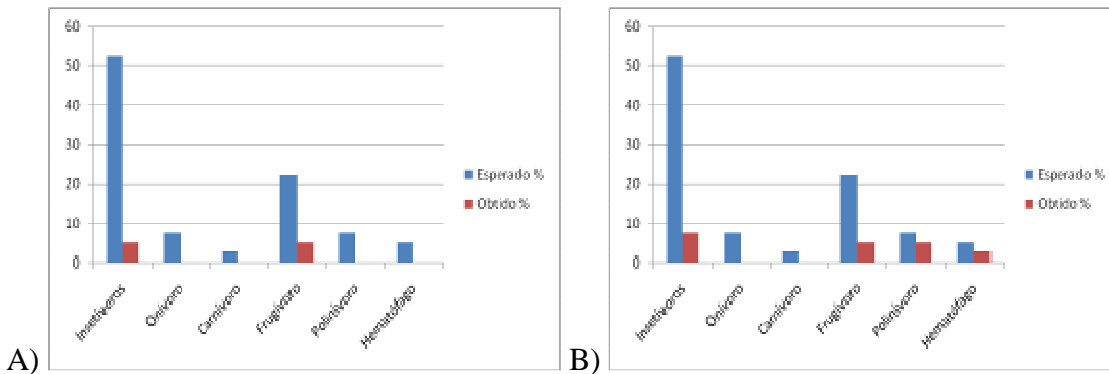 60
50
40
30
20
10
0
Insetívoros
Onívoro
Carnívoro
Frugívoro
Polinívoro
Hematófago
Esperado %
Obtido %
A)
60
50
40
30
20
10
0
Insetívoros
Onívoro
Carnívoro
Frugívoro
Polinívoro
Hematófago
Esperado %
Obtido %
B)